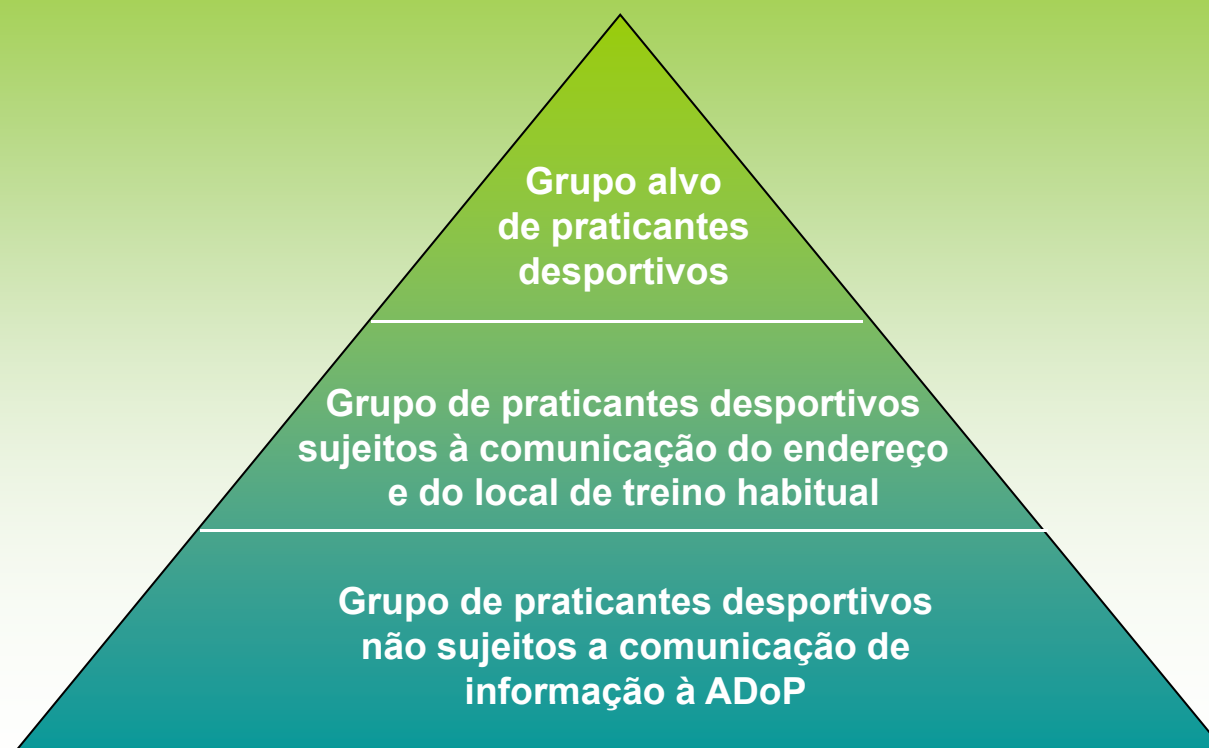 Grupo alvo
de praticantes
desportivos
Grupo de praticantes desportivos
sujeitos à comunicação do endereço
e do local de treino habitual
Grupo de praticantes desportivos
não sujeitos a comunicação de
informação à ADoP